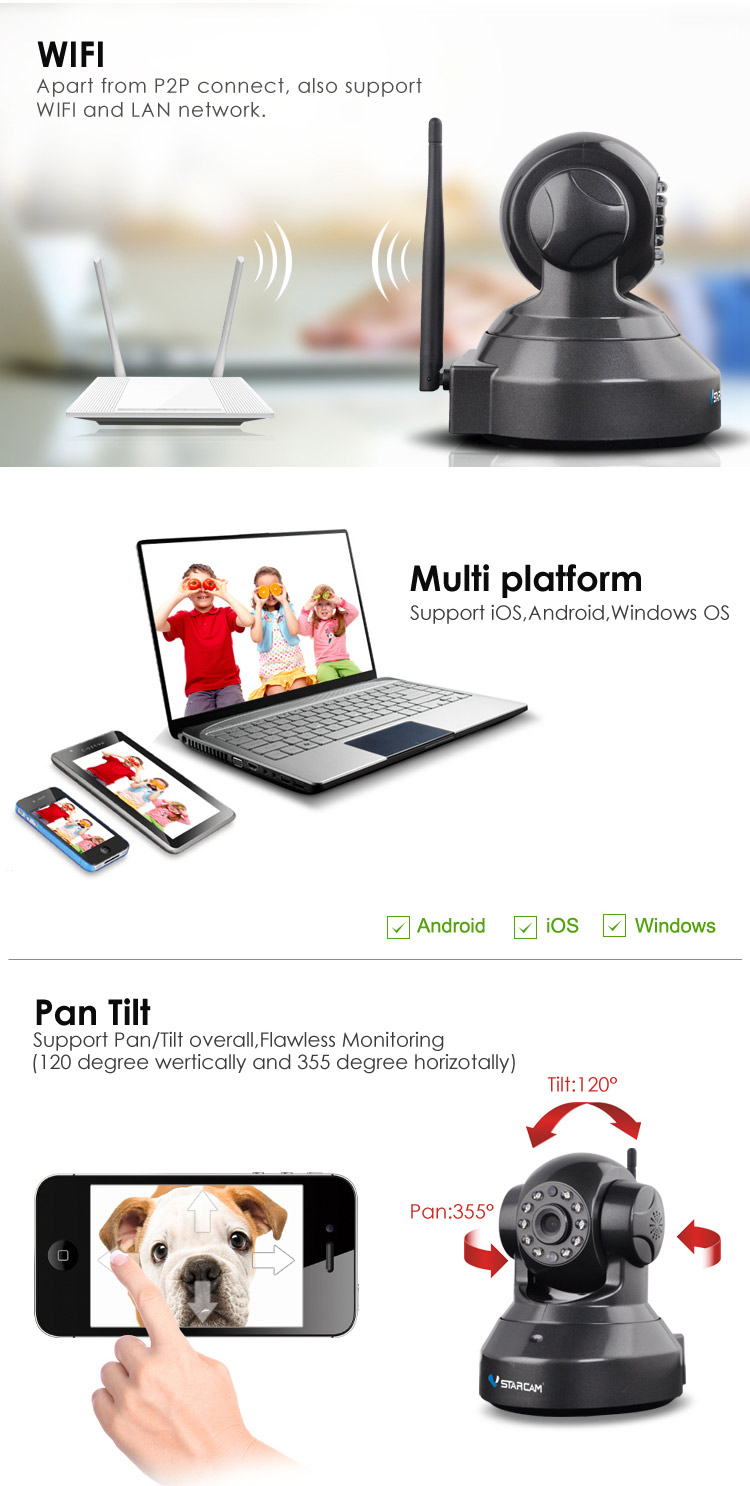 WIFI
Apart from P2P connect, also support
WIFI and LAN network.
STAR
Multi platform
Support iOS,Android,Windows OS
Android iOS Windows
Pan Tilt
Support Pan/Tilt overall,Flawless Monitoring
(120 degree wertically and 355 degree horizotally)
Tilt:120°
Pan:355°
VSTARCAM